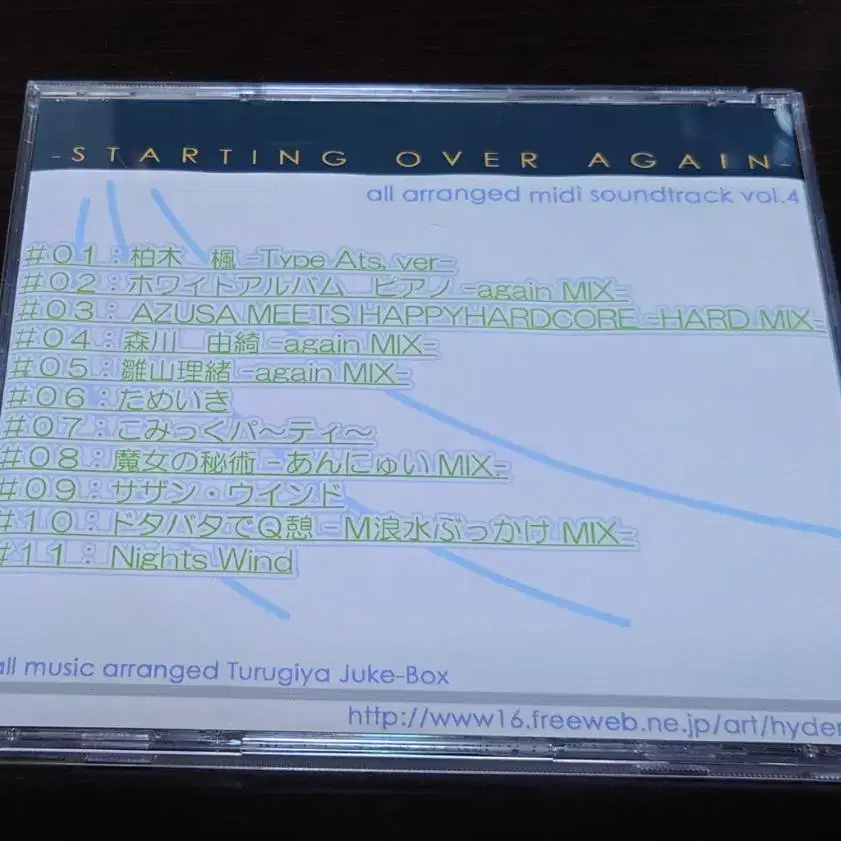 -STARTING OVER AGAIN-
all arranged midi soundtrack vol.4
#01：柏木　楓 -Type Ats, ver-
#02：ホワイトアルバム　ピアノ -again MIX-
#03： AZUSA MEETS HAPPYHARDCORE -HARD MIX-
#04：森川　由綺 -again MIX-
#05：雛山理緒 -again MIX-
#06：ためいき
#07：こみっくパ～ティ～
#08：魔女の秘術 -あんにゅいMIX-
#09：サザン・ウインド
#10：ドタバタでQ憩 -M浪水ぶっかけ MIX-
#11： Nights Wind
all music arranged Turugiya Juke-Box
http://www16.freeweb.ne.jp/art/hyder